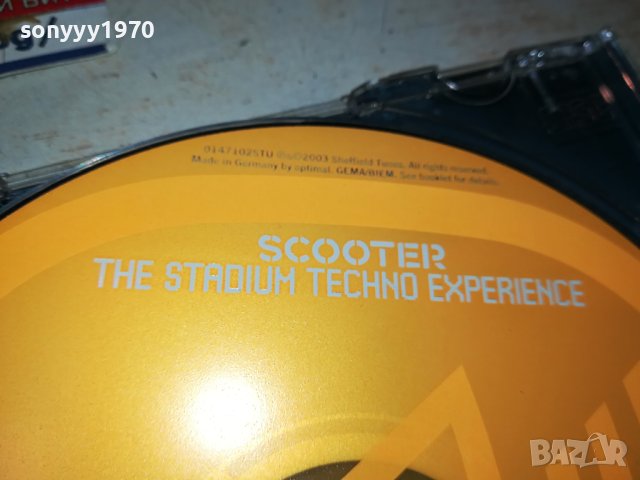 sonyyy1970
0147102STU ℗&©2003 Sheffield Tunes. All rights reserved.
Made in Germany by optimal. GEMA/BIEM. See booklet for details.
SCOOTER
THE STADIUM TECHNO EXPERIENCE
BAZAR